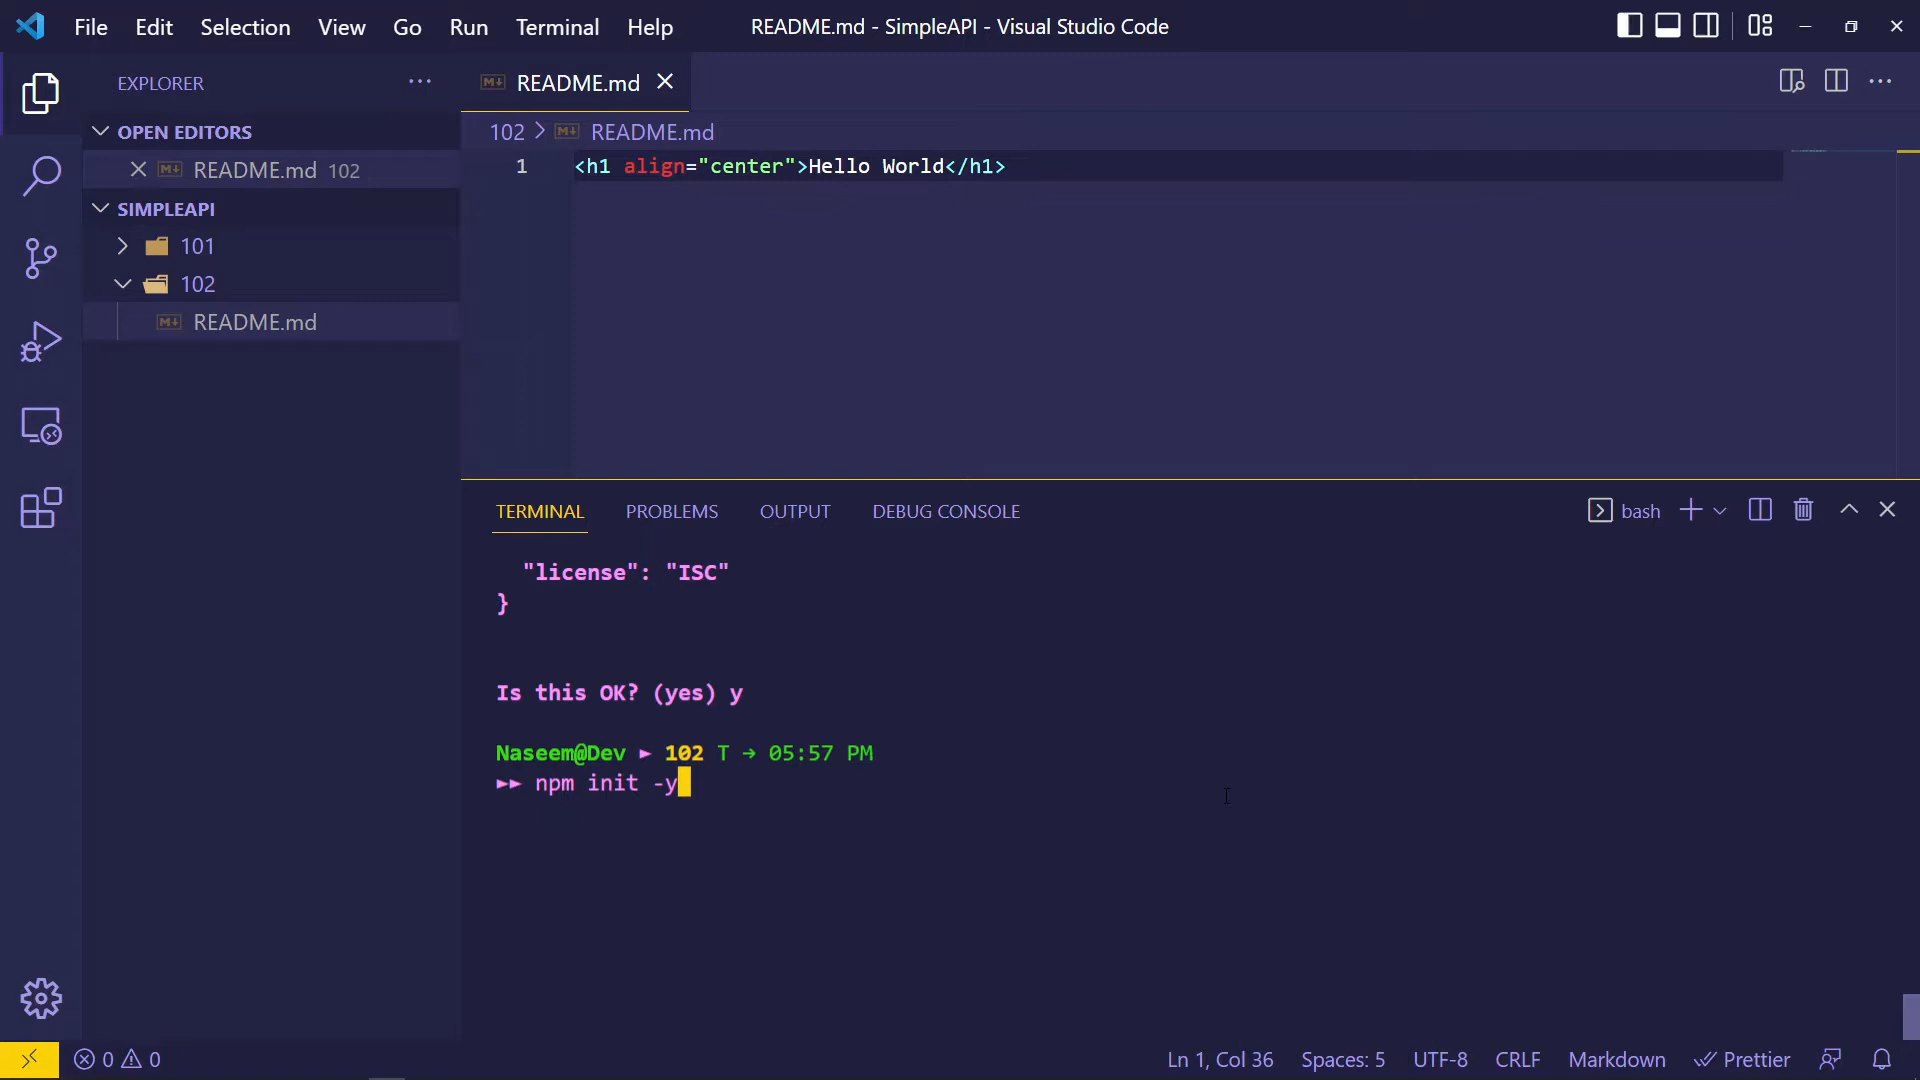 File Edit Selection View Go Run Terminal Help README.md - SimpleAPI - Visual Studio Code
EXPLORER ···
README.md
OPEN EDITORS
README.md 102
SIMPLEAPI
101
102
README.md
102 > README.md
1 <h1 align="center">Hello World</h1>
TERMINAL PROBLEMS OUTPUT DEBUG CONSOLE bash
"license": "ISC"
}
Is this OK? (yes) y
Naseem@Dev ► 102 T → 05:57 PM
►► npm init -y
0 0 Ln 1, Col 36 Spaces: 5 UTF-8 CRLF Markdown Prettier